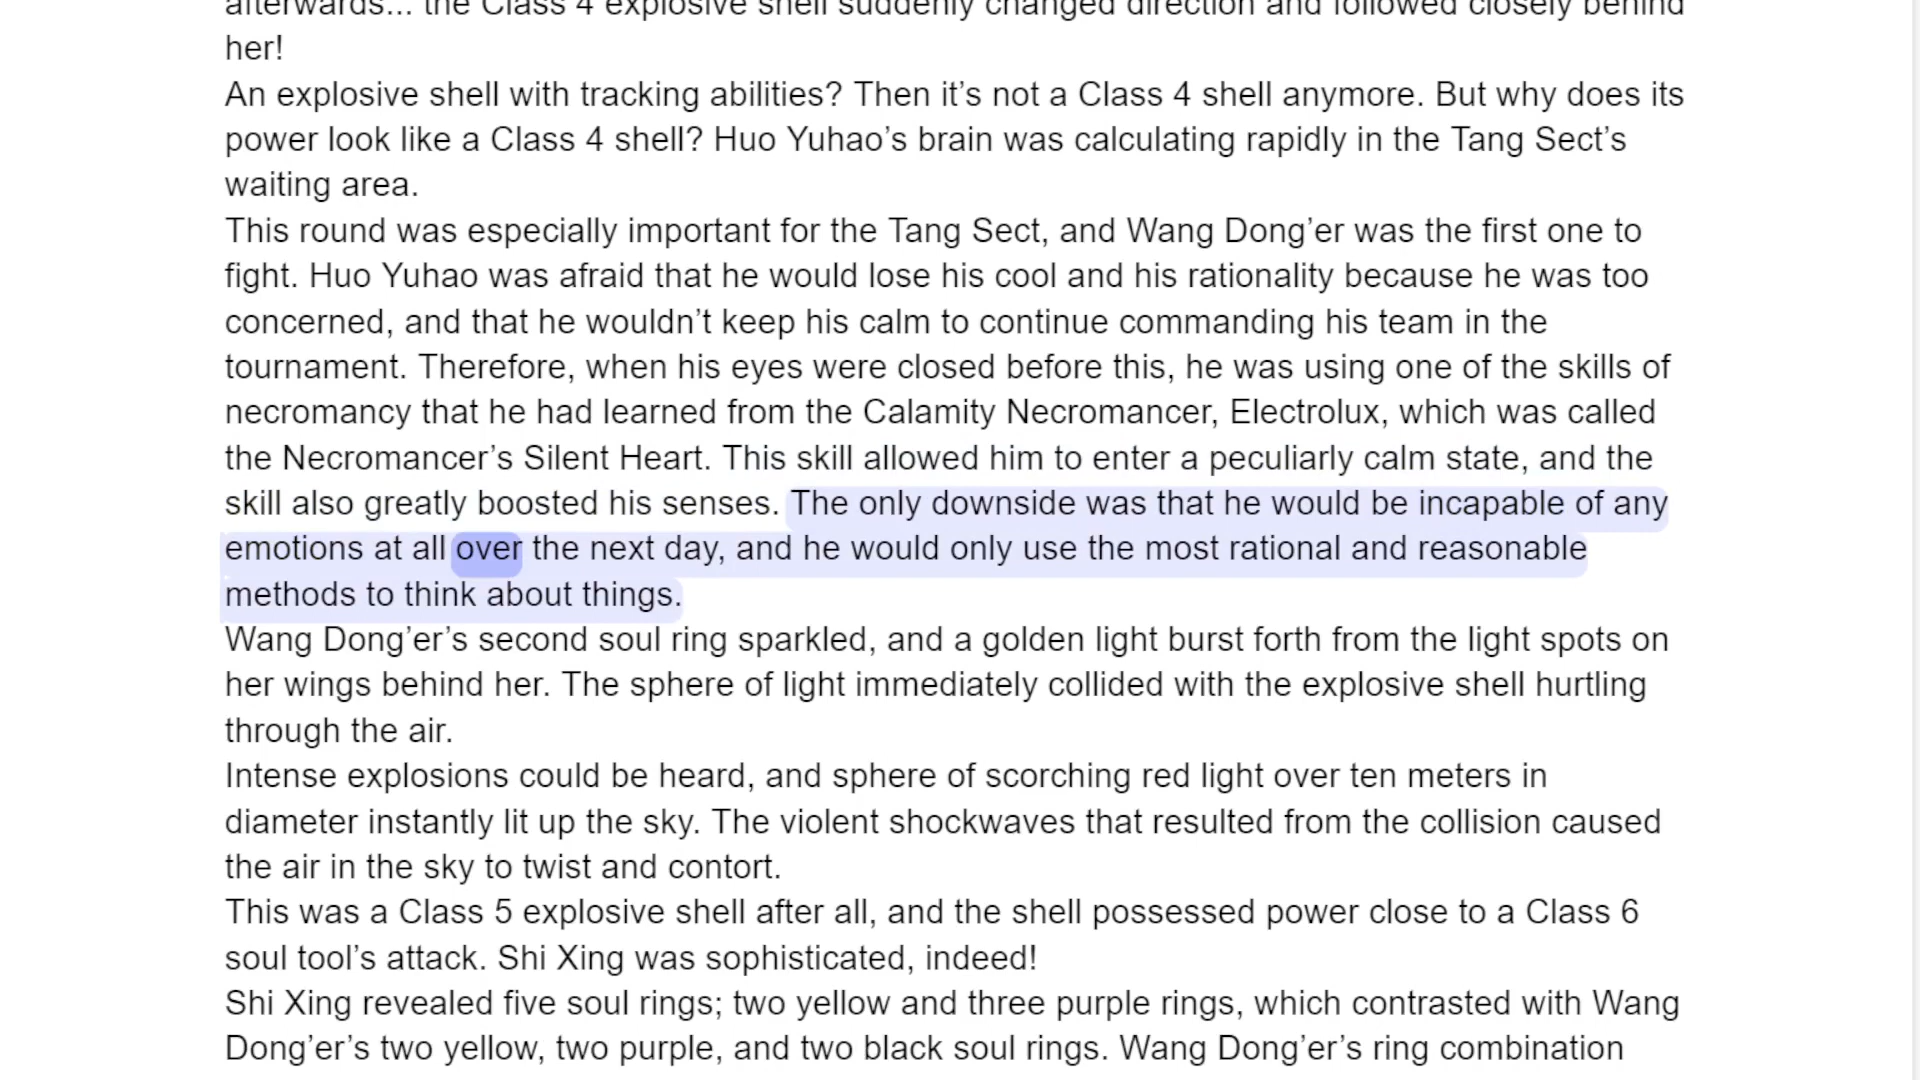 afterwards... the Class 4 explosive shell suddenly changed direction and followed closely behind
her!
An explosive shell with tracking abilities? Then it’s not a Class 4 shell anymore. But why does its
power look like a Class 4 shell? Huo Yuhao’s brain was calculating rapidly in the Tang Sect’s
waiting area.
This round was especially important for the Tang Sect, and Wang Dong’er was the first one to
fight. Huo Yuhao was afraid that he would lose his cool and his rationality because he was too
concerned, and that he wouldn’t keep his calm to continue commanding his team in the
tournament. Therefore, when his eyes were closed before this, he was using one of the skills of
necromancy that he had learned from the Calamity Necromancer, Electrolux, which was called
the Necromancer’s Silent Heart. This skill allowed him to enter a peculiarly calm state, and the
skill also greatly boosted his senses. The only downside was that he would be incapable of any
emotions at all over the next day, and he would only use the most rational and reasonable
methods to think about things.
Wang Dong’er’s second soul ring sparkled, and a golden light burst forth from the light spots on
her wings behind her. The sphere of light immediately collided with the explosive shell hurtling
through the air.
Intense explosions could be heard, and sphere of scorching red light over ten meters in
diameter instantly lit up the sky. The violent shockwaves that resulted from the collision caused
the air in the sky to twist and contort.
This was a Class 5 explosive shell after all, and the shell possessed power close to a Class 6
soul tool’s attack. Shi Xing was sophisticated, indeed!
Shi Xing revealed five soul rings; two yellow and three purple rings, which contrasted with Wang
Dong’er’s two yellow, two purple, and two black soul rings. Wang Dong’er’s ring combination